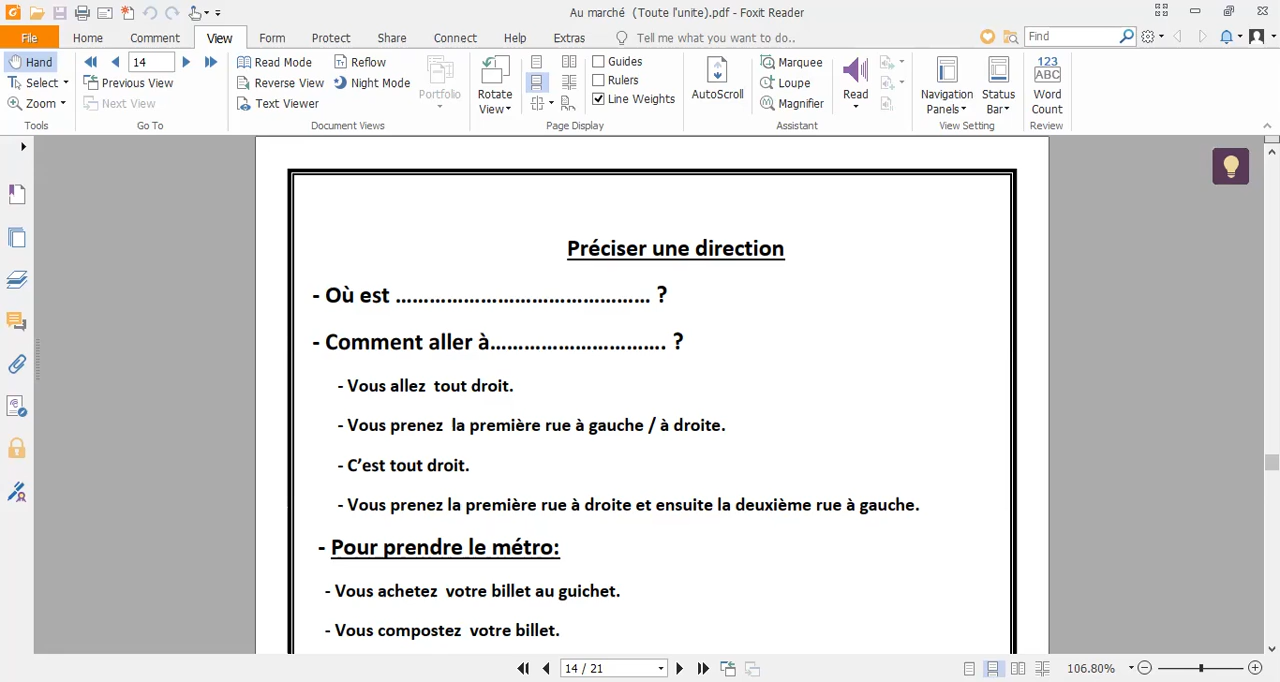 Au marché  (Toute l'unite).pdf - Foxit Reader
File
Home
Comment
View
Form
Protect
Share
Connect
Help
Extras
Tell me what you want to do..
Find
Hand
Select
Zoom
Tools
14
Previous View
Next View
Go To
Read Mode
Reverse View
Text Viewer
Reflow
Night Mode
Portfolio
Document Views
Rotate
View
Guides
Rulers
Line Weights
Page Display
AutoScroll
Marquee
Loupe
Magnifier
Read
Assistant
Navigation
Panels
Status
Bar
View Setting
123
ABC
Word
Count
Review
Préciser une direction
- Où est ……………………………………… ?
- Comment aller à…………………………. ?
- Vous allez  tout droit.
- Vous prenez  la première rue à gauche / à droite.
- C’est tout droit.
- Vous prenez la première rue à droite et ensuite la deuxième rue à gauche.
- Pour prendre le métro:
- Vous achetez  votre billet au guichet.
- Vous compostez  votre billet.
14 / 21
106.80%